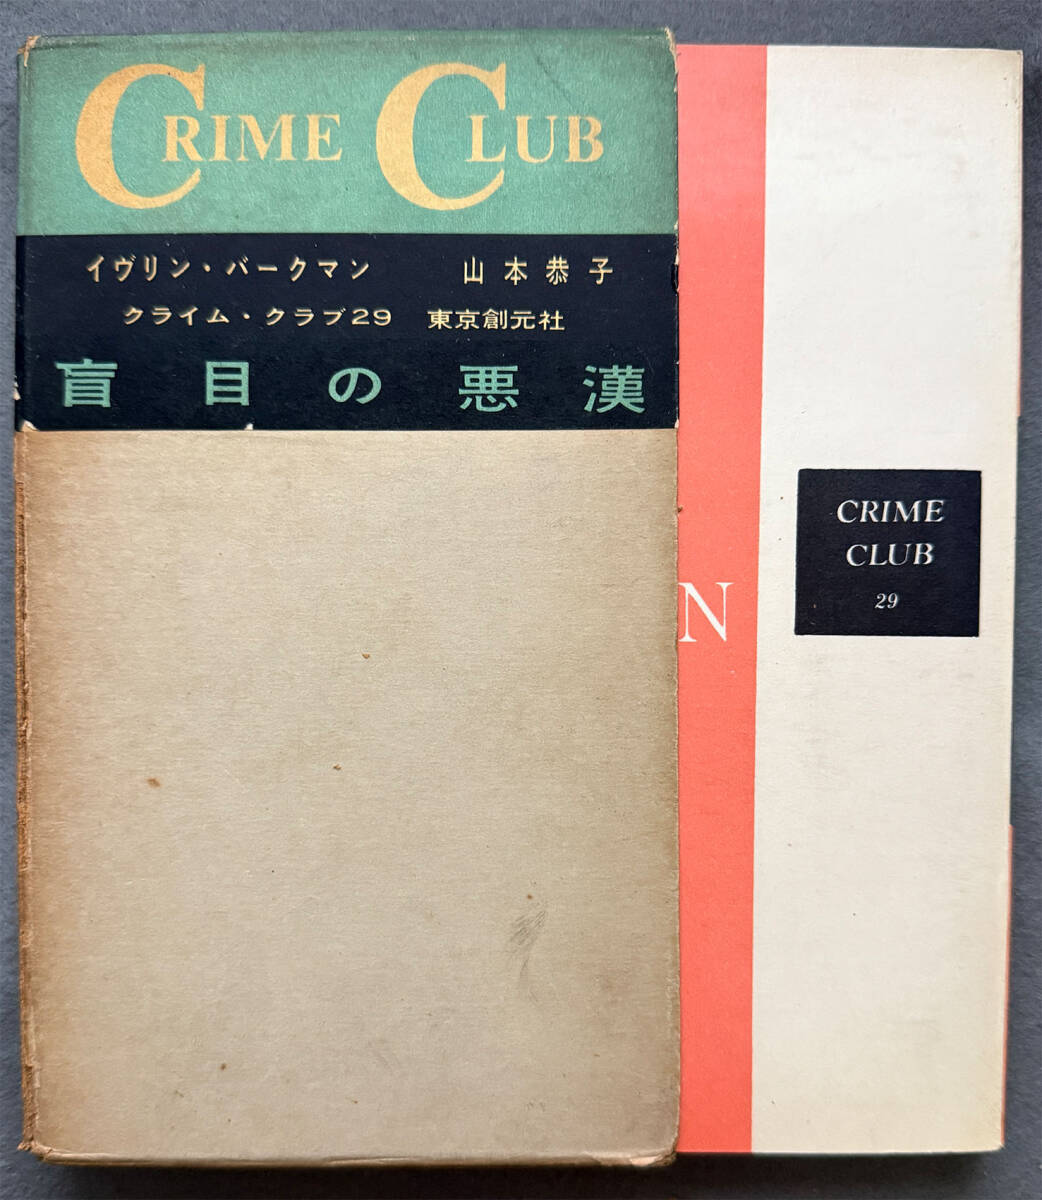 CRIME CLUB
イヴリン・バークマン 山本恭子
クライム・クラブ29 東京創元社
盲目の悪漢
N
CRIME
CLUB
29